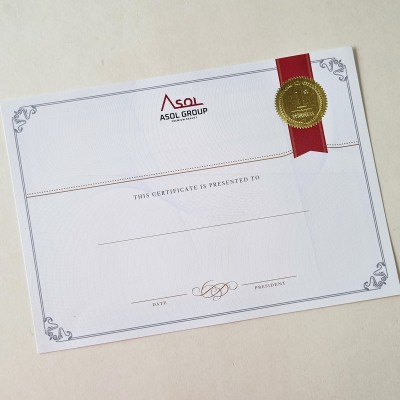 ASOL
ASOL GROUP
THIS CERTIFICATE IS PRESENTED TO
DATE
PRESIDENT